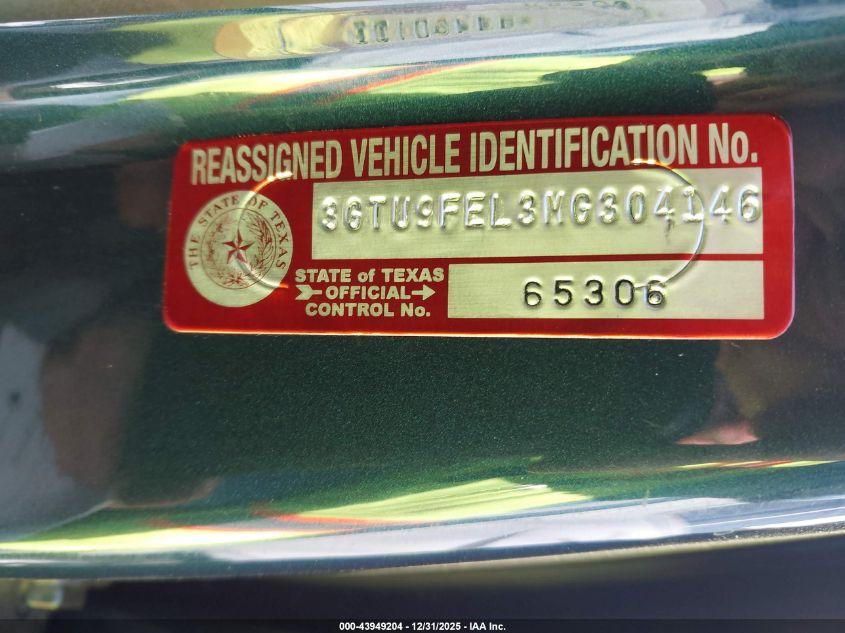 REASSIGNED VEHICLE IDENTIFICATION No.
3GTU9FEL3MG304146
THE STATE OF TEXAS
STATE of TEXAS
OFFICIAL
CONTROL No.
65306
000-43949204 - 12/31/2025 - IAA Inc.